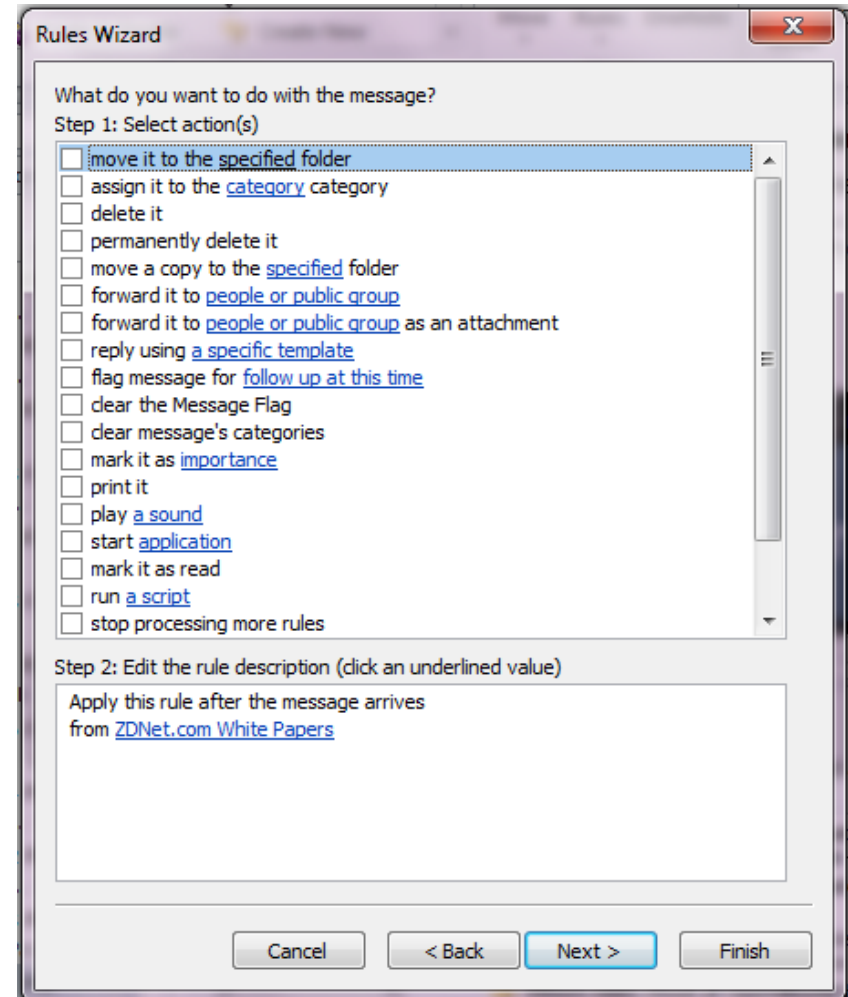 Rules Wizard
What do you want to do with the message?
Step 1: Select action(s)
move it to the specified folder
assign it to the category category
delete it
permanently delete it
move a copy to the specified folder
forward it to people or public group
forward it to people or public group as an attachment
reply using a specific template
flag message for follow up at this time
clear the Message Flag
clear message's categories
mark it as importance
print it
play a sound
start application
mark it as read
run a script
stop processing more rules
Step 2: Edit the rule description (click an underlined value)
Apply this rule after the message arrives
from ZDNet.com White Papers
Cancel < Back Next > Finish